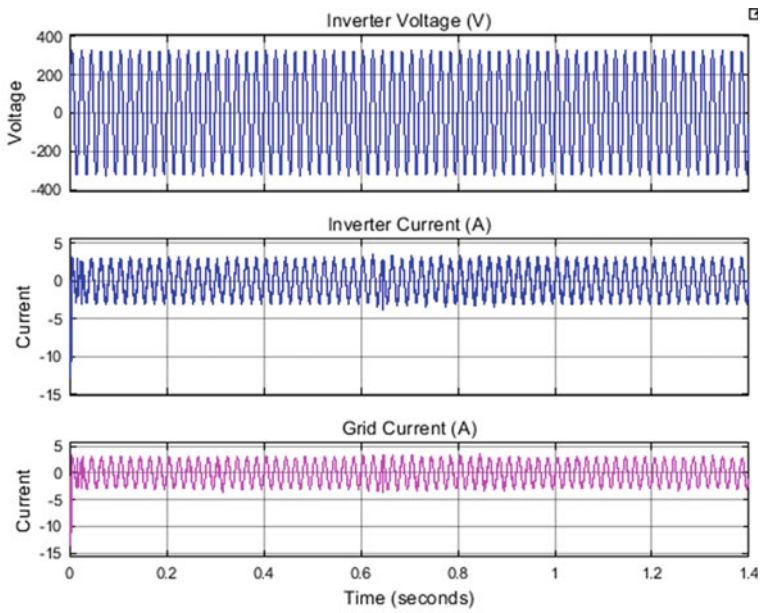 Inverter Voltage (V)
400
200
0
-200
-400
Voltage
Inverter Current (A)
5
0
-5
-10
-15
Current
Grid Current (A)
5
0
-5
-10
-15
Current
0 0.2 0.4 0.6 0.8 1 1.2 1.4
Time (seconds)